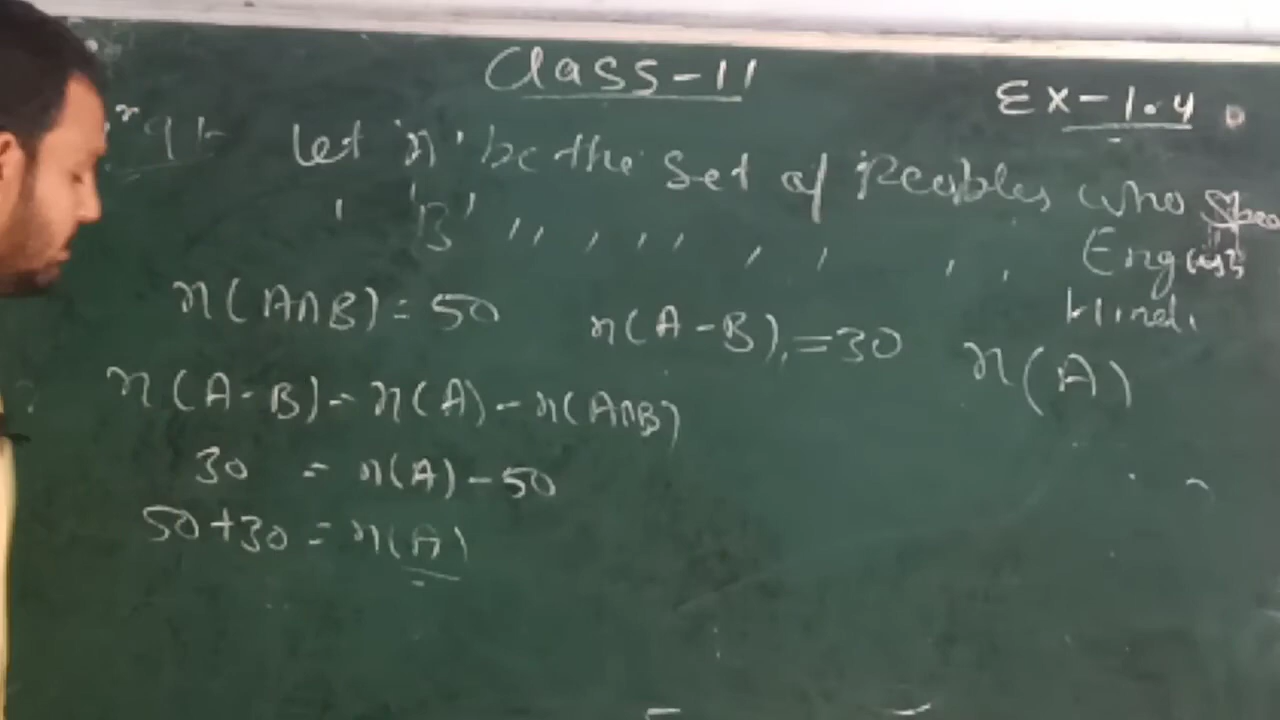 Class-11
Ex-1.4
Let 'A' be the set of Peoples who
'B' '' '' '' '' '' '' '' English
Hindi
n(A∩B) = 50
n(A-B) = 30
n(A)
n(A-B) = n(A) - n(A∩B)
30 = n(A) - 50
50+30 = n(A)